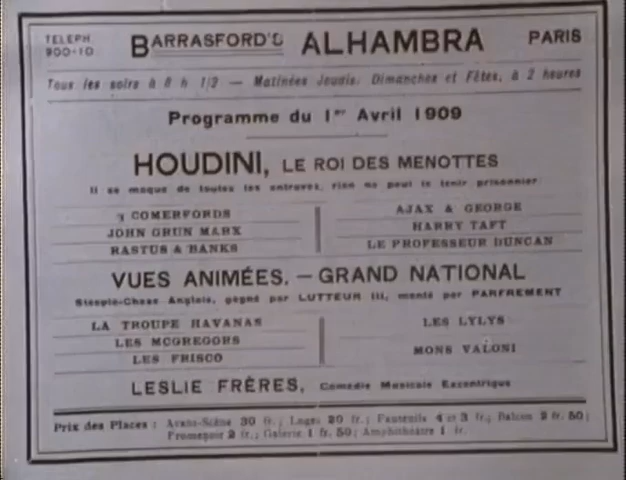 TELEPH. 900-10 BARRASFORD'S ALHAMBRA PARIS
Tous les soirs à 8 h 1/2 — Matinées Jeudis, Dimanches et Fêtes, à 2 heures
Programme du 1er Avril 1909
HOUDINI, LE ROI DES MENOTTES
Il se moque de toutes les entraves, rien ne peut le tenir prisonnier
3 COMERFORDS
JOHN GRUN MARX
RASTUS & BANKS
AJAX & GEORGE
HARRY TAFT
LE PROFESSEUR DUNCAN
VUES ANIMÉES. — GRAND NATIONAL
Steeple-Chase Anglais, gagné par LUTTEUR III, monté par PARFREMENT
LA TROUPE HAVANAS
LES MCGREGORS
LES FRISCO
LES LYLYS
MONS VALONI
LESLIE FRÈRES, Comédie Musicale Excentrique
Prix des Places : Avant-Scène 30 fr.; Loges 20 fr.; Fauteuils 4 et 3 fr.; Balcon 2 fr. 50;
Promenoir 2 fr.; Galerie 1 fr. 50; Amphithéâtre 1 fr.